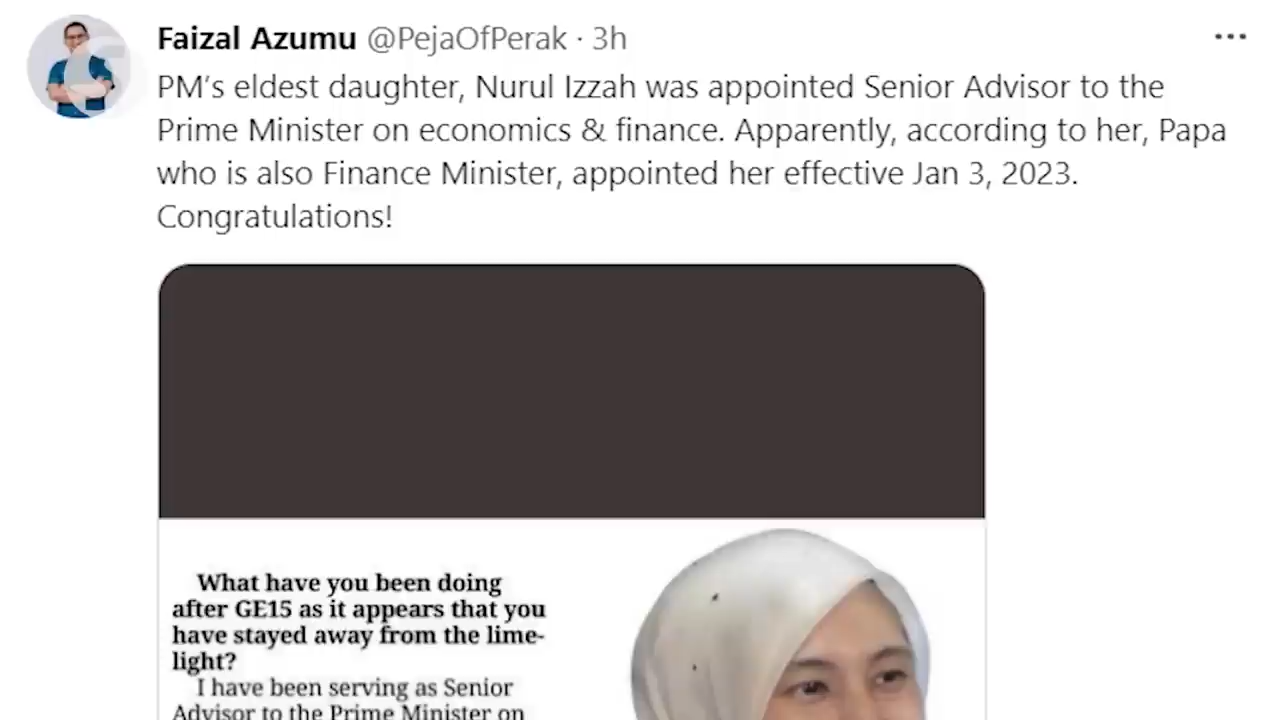 Faizal Azumu @PejaOfPerak · 3h
PM's eldest daughter, Nurul Izzah was appointed Senior Advisor to the
Prime Minister on economics & finance. Apparently, according to her, Papa
who is also Finance Minister, appointed her effective Jan 3, 2023.
Congratulations!
What have you been doing
after GE15 as it appears that you
have stayed away from the lime-
light?
I have been serving as Senior
Advisor to the Prime Minister on